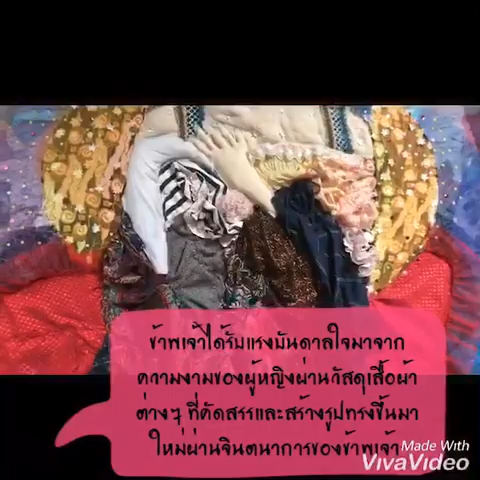 ข้าพเจ้าได้รับแรงบันดาลใจมาจาก
ความงามของผู้หญิงผ่านวัสดุเสื้อผ้า
ต่างๆ ที่คัดสรรและสร้างรูปทรงขึ้นมา
ใหม่ผ่านจินตนาการของข้าพเจ้า
Made With
VivaVideo